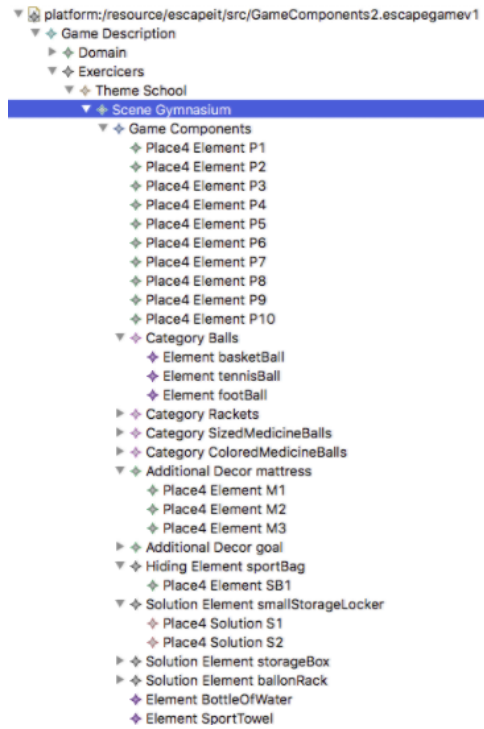 platform:/resource/escapeit/src/GameComponents2.escapegamev1
Game Description
Domain
Exercicers
Theme School
Scene Gymnasium
Game Components
Place4 Element P1
Place4 Element P2
Place4 Element P3
Place4 Element P4
Place4 Element P5
Place4 Element P6
Place4 Element P7
Place4 Element P8
Place4 Element P9
Place4 Element P10
Category Balls
Element basketBall
Element tennisBall
Element footBall
Category Rackets
Category SizedMedicineBalls
Category ColoredMedicineBalls
Additional Decor mattress
Place4 Element M1
Place4 Element M2
Place4 Element M3
Additional Decor goal
Hiding Element sportBag
Place4 Element SB1
Solution Element smallStorageLocker
Place4 Solution S1
Place4 Solution S2
Solution Element storageBox
Solution Element ballonRack
Element BottleOfWater
Element SportTowel